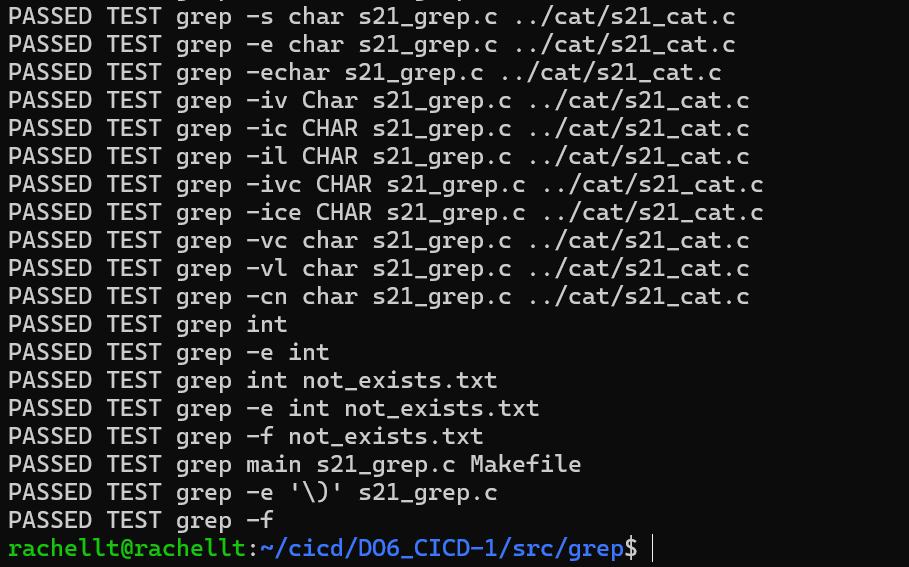 PASSED TEST grep -s char s21_grep.c ../cat/s21_cat.c
PASSED TEST grep -e char s21_grep.c ../cat/s21_cat.c
PASSED TEST grep -echar s21_grep.c ../cat/s21_cat.c
PASSED TEST grep -iv Char s21_grep.c ../cat/s21_cat.c
PASSED TEST grep -ic CHAR s21_grep.c ../cat/s21_cat.c
PASSED TEST grep -il CHAR s21_grep.c ../cat/s21_cat.c
PASSED TEST grep -ivc CHAR s21_grep.c ../cat/s21_cat.c
PASSED TEST grep -ice CHAR s21_grep.c ../cat/s21_cat.c
PASSED TEST grep -vc char s21_grep.c ../cat/s21_cat.c
PASSED TEST grep -vl char s21_grep.c ../cat/s21_cat.c
PASSED TEST grep -cn char s21_grep.c ../cat/s21_cat.c
PASSED TEST grep int
PASSED TEST grep -e int
PASSED TEST grep int not_exists.txt
PASSED TEST grep -e int not_exists.txt
PASSED TEST grep -f not_exists.txt
PASSED TEST grep main s21_grep.c Makefile
PASSED TEST grep -e '\)' s21_grep.c
PASSED TEST grep -f
rachellt@rachellt:~/cicd/DO6_CICD-1/src/grep$